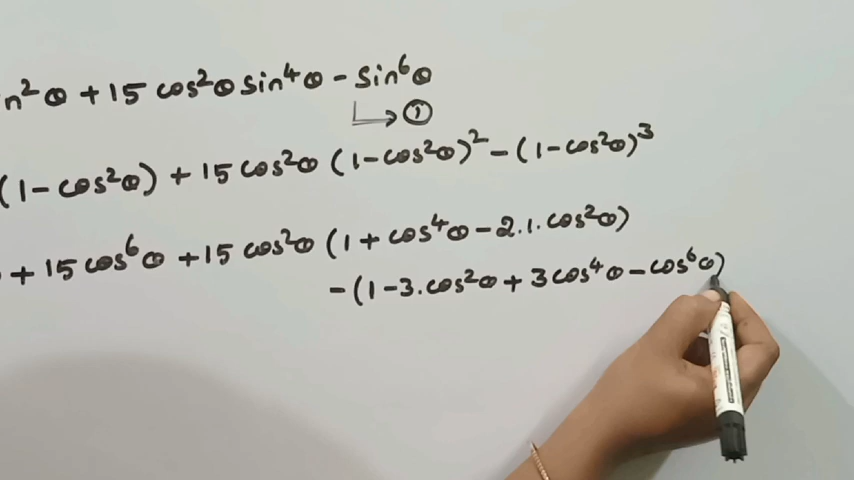 n²θ + 15 cos²θ sin⁴θ - sin⁶θ
①
(1 - cos²θ) + 15 cos²θ (1 - cos²θ)² - (1 - cos²θ)³
+ 15 cos⁶θ + 15 cos²θ (1 + cos⁴θ - 2.1. cos²θ)
- (1 - 3. cos²θ + 3 cos⁴θ - cos⁶θ)